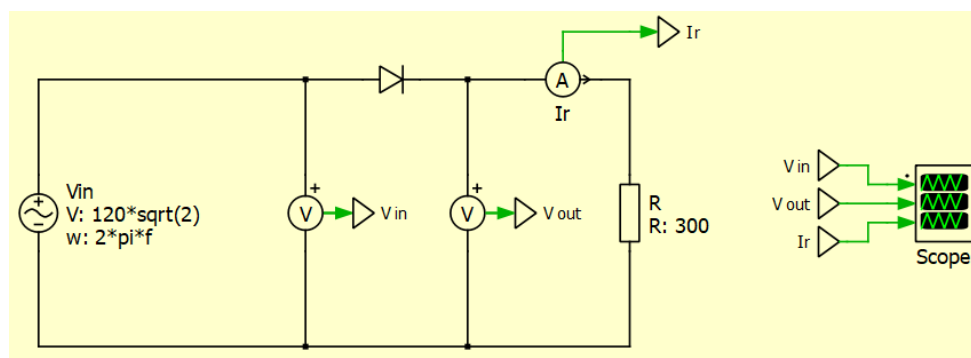 Ir
A
Ir
Vin
V: 120*sqrt(2)
w: 2*pi*f
+
V
Vin
+
V
Vout
R
R: 300
Vin
Vout
Ir
Scope